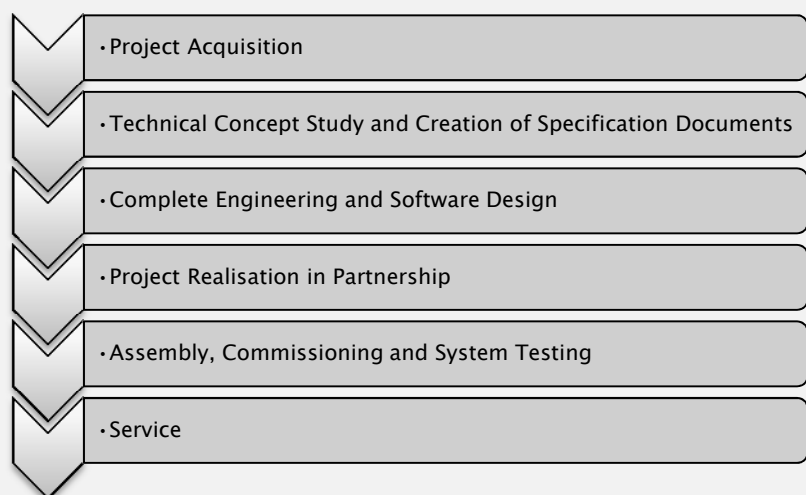 ·Project Acquisition
·Technical Concept Study and Creation of Specification Documents
·Complete Engineering and Software Design
·Project Realisation in Partnership
·Assembly, Commissioning and System Testing
·Service